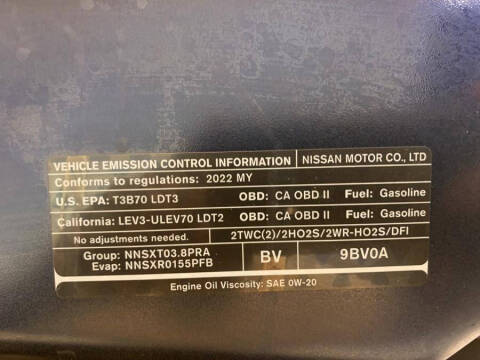 VEHICLE EMISSION CONTROL INFORMATION NISSAN MOTOR CO., LTD
Conforms to regulations: 2022 MY
U.S. EPA: T3B70 LDT3 OBD: CA OBD II Fuel: Gasoline
California: LEV3-ULEV70 LDT2 OBD: CA OBD II Fuel: Gasoline
No adjustments needed. 2TWC(2)/2HO2S/2WR-HO2S/DFI
Group: NNSXT03.8PRA
Evap: NNSXR0155PFB BV 9BV0A
Engine Oil Viscosity: SAE 0W-20